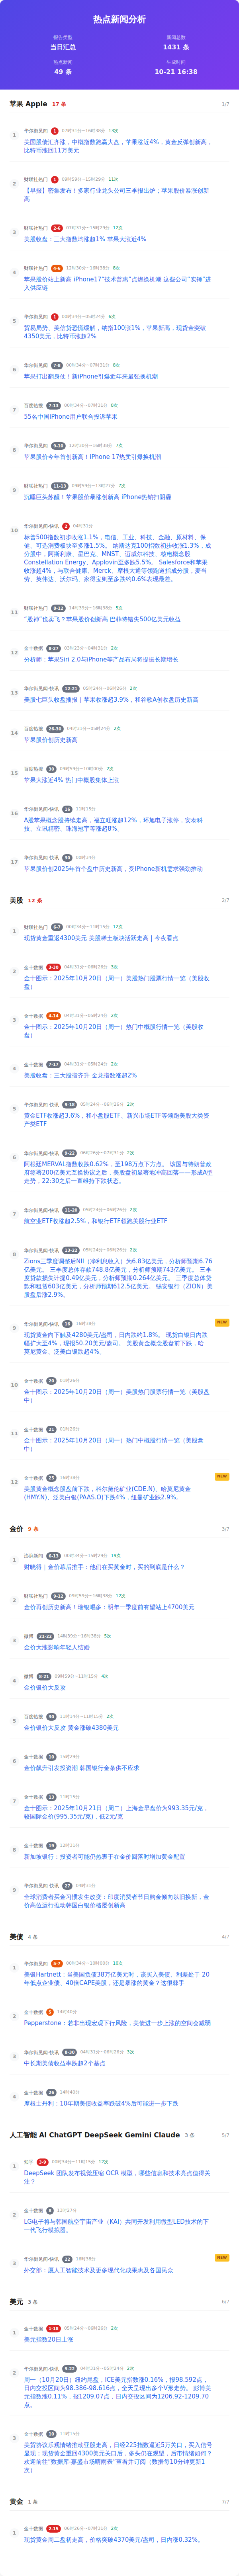 热点新闻分析
报告类型
当日汇总
新闻总数
1431 条
热点新闻
49 条
生成时间
10-21 16:38
苹果 Apple 17 条 1/7
1
华尔街见闻 1 07时31分~16时38分 13次
美国股债汇齐涨，中概指数跑赢大盘，苹果涨近4%，黄金反弹创新高，
比特币涨回11万美元
2
财联社热门 1 09时59分~15时29分 11次
【早报】密集发布！多家行业龙头公司三季报出炉；苹果股价暴涨创新
高
3
财联社热门 2-6 07时31分~15时29分 12次
美股收盘：三大指数均涨超1% 苹果大涨近4%
4
财联社热门 4-6 12时30分~16时38分 8次
苹果股价站上新高 iPhone17“技术普惠”点燃换机潮 这些公司“实锤”进
入供应链
5
华尔街见闻 1 00时34分~05时24分 6次
贸易局势、美信贷恐慌缓解，纳指100涨1%，苹果新高，现货金突破
4350美元，比特币涨超2%
6
华尔街见闻 7-8 00时34分~07时31分 8次
苹果打出翻身仗！新iPhone引爆近年来最强换机潮
7
百度热搜 7-13 00时34分~07时31分 8次
55名中国iPhone用户联合投诉苹果
8
华尔街见闻 9-10 12时30分~16时38分 7次
苹果股价今年首创新高！iPhone 17热卖引爆换机潮
9
财联社热门 11-13 09时59分~13时27分 7次
沉睡巨头苏醒！苹果股价暴涨创新高 iPhone热销扫阴霾
10
华尔街见闻-快讯 2 04时31分
标普500指数初步收涨1.1%，电信、工业、科技、金融、原材料、保
健、可选消费板块至多涨1.5%。 纳斯达克100指数初步收涨1.3%，成
分股中，阿斯利康、星巴克、MNST、迈威尔科技、核电概念股
Constellation Energy、Applovin至多跌5.5%。 Salesforce和苹果
收涨超4%，与联合健康、Merck、摩根大通等领跑道指成分股，麦当
劳、英伟达、沃尔玛、家得宝则至多跌约0.6%表现最差。
11
财联社热门 8-12 14时39分~16时38分 5次
“股神”也卖飞？苹果股价创新高 巴菲特错失500亿美元收益
12
金十数据 8-27 03时23分~04时31分 2次
分析师：苹果Siri 2.0与iPhone等产品布局将提振长期增长
13
华尔街见闻-快讯 12-21 05时24分~06时26分 2次
美股七巨头收盘播报｜苹果收涨超3.9%，和谷歌A创收盘历史新高
14
百度热搜 26-30 04时31分~05时24分 2次
苹果股价创历史新高
15
百度热搜 30 09时59分~10时09分 2次
苹果大涨近4% 热门中概股集体上涨
16
华尔街见闻-快讯 16 11时15分
A股苹果概念股持续走高，福立旺涨超12%，环旭电子涨停，安泰科
技、立讯精密、珠海冠宇等涨超8%。
17
华尔街见闻-快讯 30 00时34分
苹果股价创2025年首个盘中历史新高，受iPhone新机需求强劲推动
美股 12 条 2/7
1
财联社热门 6-7 00时34分~11时15分 12次
现货黄金重返4300美元 美股稀土板块活跃走高 | 今夜看点
2
金十数据 3-30 04时31分~06时26分 3次
金十图示：2025年10月20日（周一）美股热门股票行情一览（美股收
盘）
3
金十数据 4-14 04时31分~05时24分 2次
金十图示：2025年10月20日（周一）热门中概股行情一览（美股收
盘）
4
金十数据 7-17 04时31分~05时24分 2次
美股收盘：三大股指齐升 金龙指数涨超2%
5
华尔街见闻-快讯 9-18 05时24分~06时26分 2次
黄金ETF收涨超3.6%，和小盘股ETF、新兴市场ETF等领跑美股大类资
产类ETF
6
华尔街见闻-快讯 9-22 06时26分~07时31分 2次
阿根廷MERVAL指数收跌0.62%，至198万点下方点。 该国与特朗普政
府签署200亿美元互换协议之后，美股盘初显著地冲高回落——形成A型
走势，22:30之后一直维持下跌状态。
7
华尔街见闻-快讯 11-20 05时24分~06时26分 2次
航空业ETF收涨超2.5%，和银行ETF领跑美股行业ETF
8
华尔街见闻-快讯 13-22 05时24分~06时26分 2次
Zions三季度调整后NII（净利息收入）为6.83亿美元，分析师预期6.76
亿美元。 三季度总体存款748.8亿美元，分析师预期743亿美元。 三季
度贷款损失计提0.49亿美元，分析师预期0.264亿美元。 三季度总体贷
款和租赁603亿美元，分析师预期612.5亿美元。 锡安银行（ZION）美
股盘后涨2.9%。
9
华尔街见闻-快讯 16 16时38分 NEW
现货黄金向下触及4280美元/盎司，日内跌约1.8%。 现货白银日内跌
幅扩大至4%，现报50.20/盎司。 美股黄金概念股盘前下跌，哈
莫尼黄金、泛美白银跌超4%。
10
金十数据 20 01时28分
金十图示：2025年10月20日（周一）美股热门股票行情一览（美股盘
中）
11
金十数据 21 01时28分
金十图示：2025年10月20日（周一）热门中概股行情一览（美股盘
中）
12
金十数据 25 16时38分 NEW
美股黄金概念股盘前下跌，科尔黛伦矿业(CDE.N)、哈莫尼黄金
(HMY.N)、泛美白银(PAAS.O)下跌4%，纽曼矿业跌2.9%。
金价 9 条 3/7
1
澎湃新闻 6-13 00时34分~15时29分 19次
财晓得｜金价幕后推手：他们在买黄金时，买的到底是什么？
2
财联社热门 9-12 09时59分~16时38分 12次
金价再创历史新高！瑞银唱多：明年一季度前有望站上4700美元
3
微博 21-22 14时39分~16时38分 5次
金价大涨影响年轻人结婚
4
微博 6-21 09时59分~11时15分 4次
金价银价大反攻
5
百度热搜 30 11时14分~11时15分 2次
金价银价大反攻 黄金涨破4380美元
6
金十数据 10 15时29分
金价飙升引发投资潮 韩国银行金条供不应求
7
金十数据 13 11时15分
金十图示：2025年10月21日（周二）上海金早盘价为993.35元/克，
较国际金价(995.35元/克)，低2元/克
8
金十数据 19 12时31分
新加坡银行：投资者可能仍热衷于在金价回落时增加黄金配置
9
华尔街见闻-快讯 27 04时31分
全球消费者买金习惯发生改变：印度消费者节日购金倾向以旧换新，金
价高位运行推动韩国白银价格屡创新高
美债 4 条 4/7
1
华尔街见闻 5-7 00时34分~13时00分 10次
美银Hartnett：当美国负债38万亿美元时，该买入美债、利差处于 20
年低点企业债、40倍CAPE美股，还是暴涨的黄金？这很棘手
2
金十数据 5 14时40分
Pepperstone：若非出现宏观下行风险，美债进一步上涨的空间会减弱
3
华尔街见闻-快讯 8-30 04时31分~06时26分 3次
中长期美债收益率跌超2个基点
4
金十数据 26 14时40分
摩根士丹利：10年期美债收益率跌破4%后可能进一步下跌
人工智能 AI ChatGPT DeepSeek Gemini Claude 3 条 5/7
1
知乎 3-9 00时34分~11时15分 12次
DeepSeek 团队发布视觉压缩 OCR 模型，哪些信息和技术亮点值得关
注？
2
金十数据 9 13时27分
LG电子将与韩国航空宇宙产业（KAI）共同开发利用微型LED技术的下
一代飞行模拟器。
3
华尔街见闻-快讯 22 16时38分 NEW
外交部：愿人工智能技术及更多现代化成果惠及各国民众
美元 3 条 6/7
1
金十数据 1-18 05时24分~06时26分 2次
美元指数20日上涨
2
华尔街见闻-快讯 9-22 04时31分~05时24分 2次
周一（10月20日）纽约尾盘，ICE美元指数涨0.16%，报98.592点，
日内交投区间为98.386-98.616点，全天呈现出多个V形走势。 彭博美
元指数涨0.11%，报1209.07点，日内交投区间为1206.92-1209.70
点。
3
金十数据 10 11时15分
美贸协议乐观情绪推动亚股走高，日经225指数逼近5万关口，买入信号
显现；现货黄金重回4300美元关口后，多头仍在观望，后市情绪如何？
欢迎前往“数据库-嘉盛市场晴雨表”查看并订阅（数据每10分钟更新1
次）
黄金 1 条 7/7
1
金十数据 2-15 06时26分~07时31分 2次
现货黄金周二盘初走高，价格突破4370美元/盎司，日内涨0.32%。